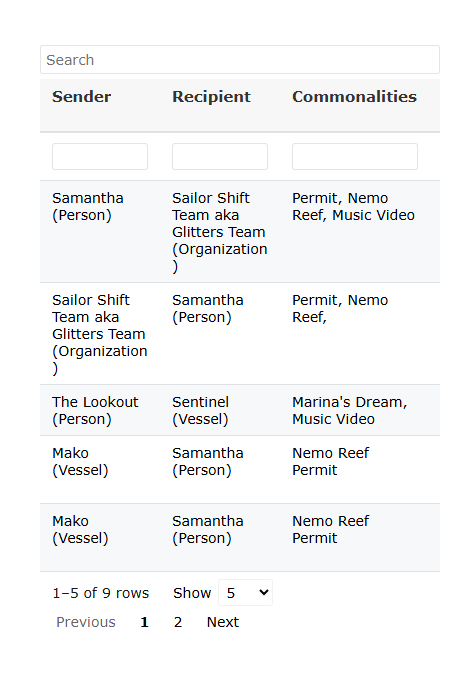 Search
Sender Recipient Commonalities
Samantha Sailor Shift Permit, Nemo
(Person) Team aka Reef, Music Video
Glitters Team
(Organization
)
Sailor Shift Samantha Permit, Nemo
Team aka (Person) Reef,
Glitters Team
(Organization
)
The Lookout Sentinel Marina's Dream,
(Person) (Vessel) Music Video
Mako Samantha Nemo Reef
(Vessel) (Person) Permit
Mako Samantha Nemo Reef
(Vessel) (Person) Permit
1–5 of 9 rows Show 5
Previous 1 2 Next